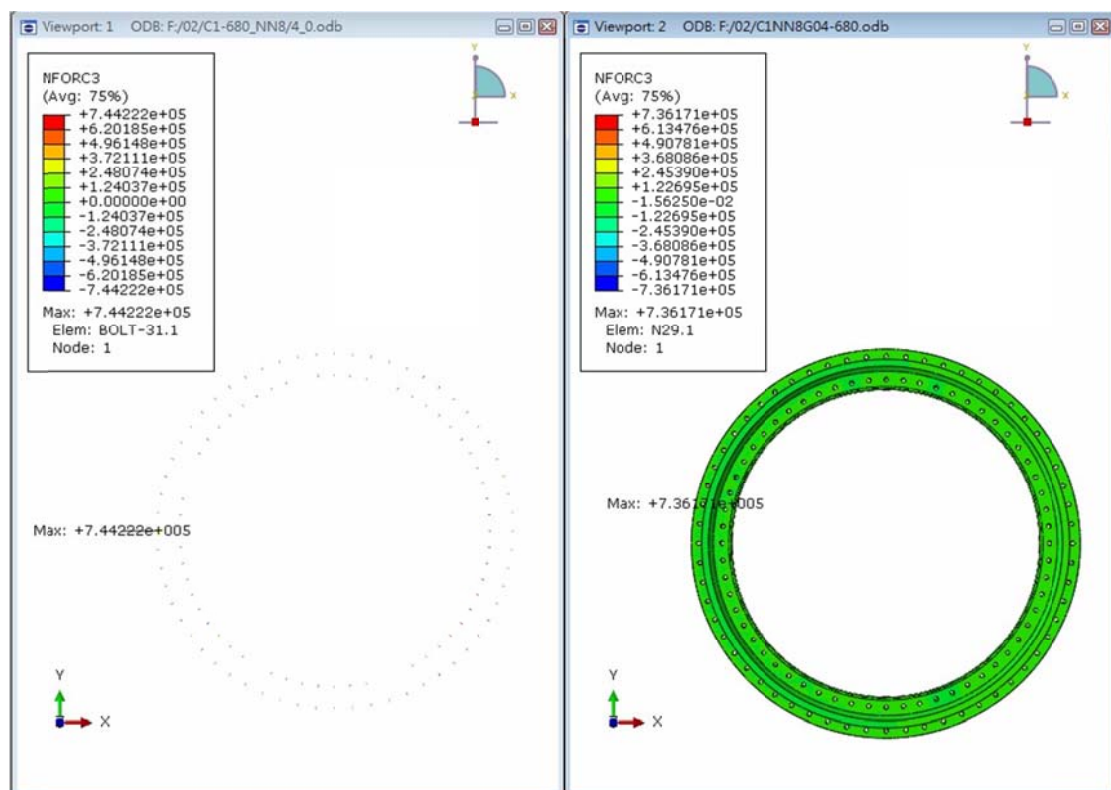 Viewport: 1 ODB: F:/02/C1-680_NN8/4_0.odb
NFORC3
(Avg: 75%)
+7.44222e+05
+6.20185e+05
+4.96148e+05
+3.72111e+05
+2.48074e+05
+1.24037e+05
+0.00000e+00
-1.24037e+05
-2.48074e+05
-3.72111e+05
-4.96148e+05
-6.20185e+05
-7.44222e+05
Max: +7.44222e+05
Elem: BOLT-31.1
Node: 1
Y
X
Z
Max: +7.44222e+005
Y
X
Viewport: 2 ODB: F:/02/C1NN8G04-680.odb
NFORC3
(Avg: 75%)
+7.36171e+05
+6.13476e+05
+4.90781e+05
+3.68086e+05
+2.45390e+05
+1.22695e+05
-1.56250e-02
-1.22695e+05
-2.45390e+05
-3.68086e+05
-4.90781e+05
-6.13476e+05
-7.36171e+05
Max: +7.36171e+05
Elem: N29.1
Node: 1
Y
X
Z
Max: +7.36171e+005
Y
X